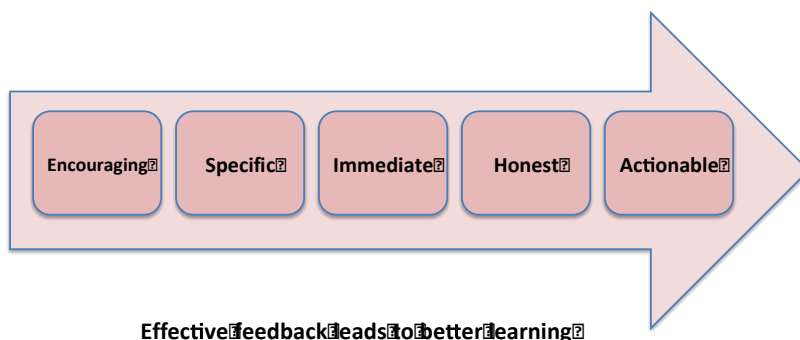 Encouraging
Specific
Immediate
Honest
Actionable
Effective feedback leads to better learning